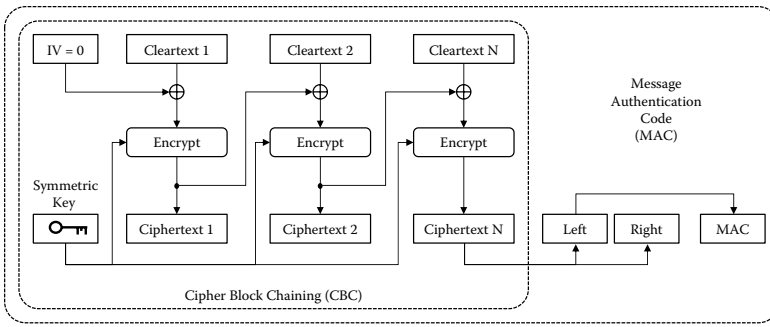 IV = 0
Cleartext 1
Cleartext 2
Cleartext N
Message
Authentication
Code
(MAC)
Encrypt
Encrypt
Encrypt
Symmetric
Key
Ciphertext 1
Ciphertext 2
Ciphertext N
Left
Right
MAC
Cipher Block Chaining (CBC)